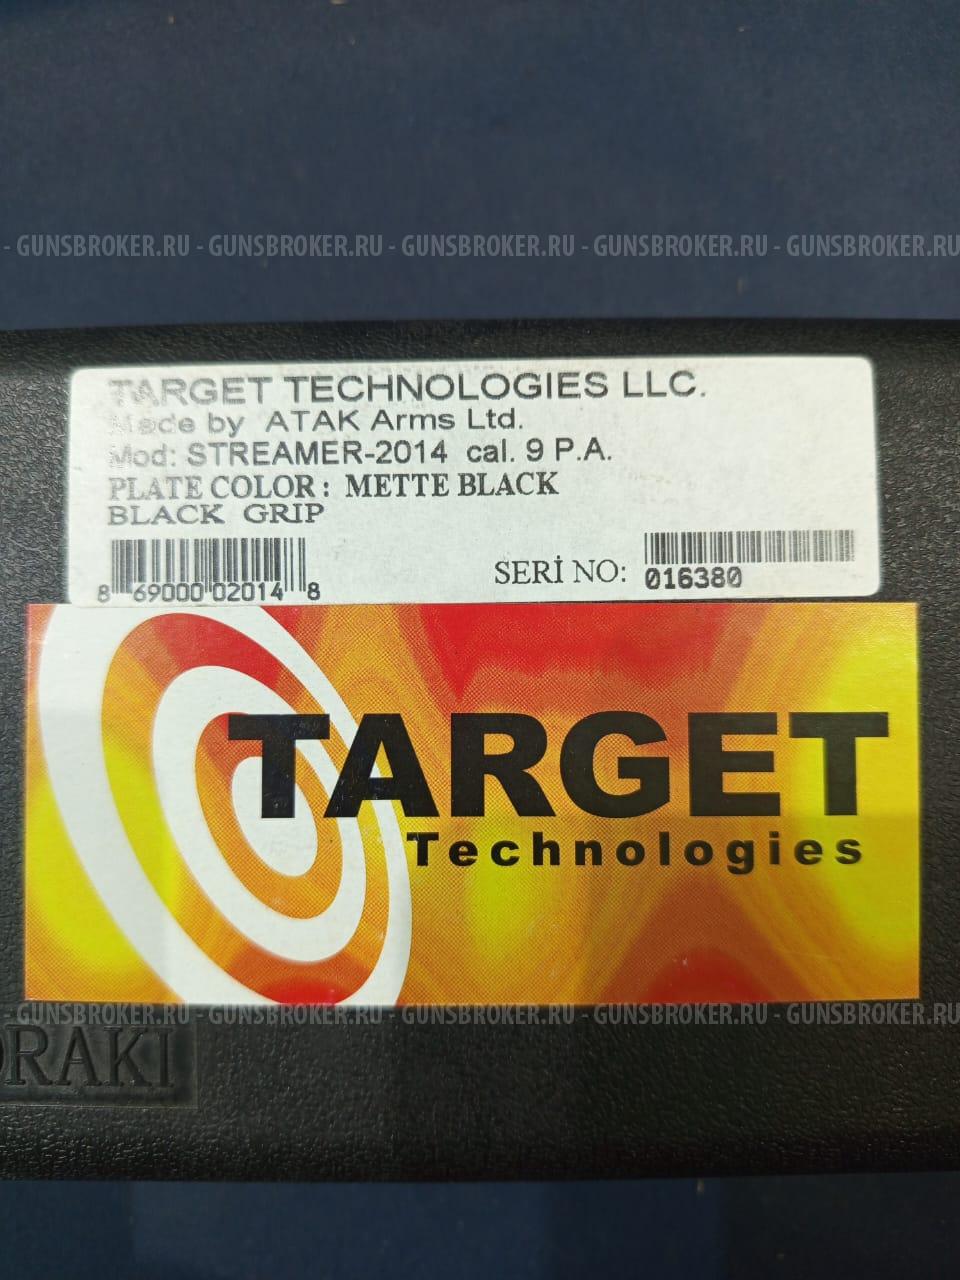 - GUNSBROKER.RU - GUNSBROKER.RU - GUNSBROKER.RU - GUNSBROKER.RU - GUNSBROKER.RU
TARGET TECHNOLOGIES LLC.
Made by ATAK Arms Ltd.
Mod: STREAMER-2014 cal. 9 P.A.
PLATE COLOR : METTE BLACK
BLACK GRIP
8 69000 02014 8
SERİ NO: 016380
TARGET
Technologies
- GUNSBROKER.RU - GUNSBROKER.RU - GUNSBROKER.RU - GUNSBROKER.RU - GUNSBROKER.RU
ORAKI